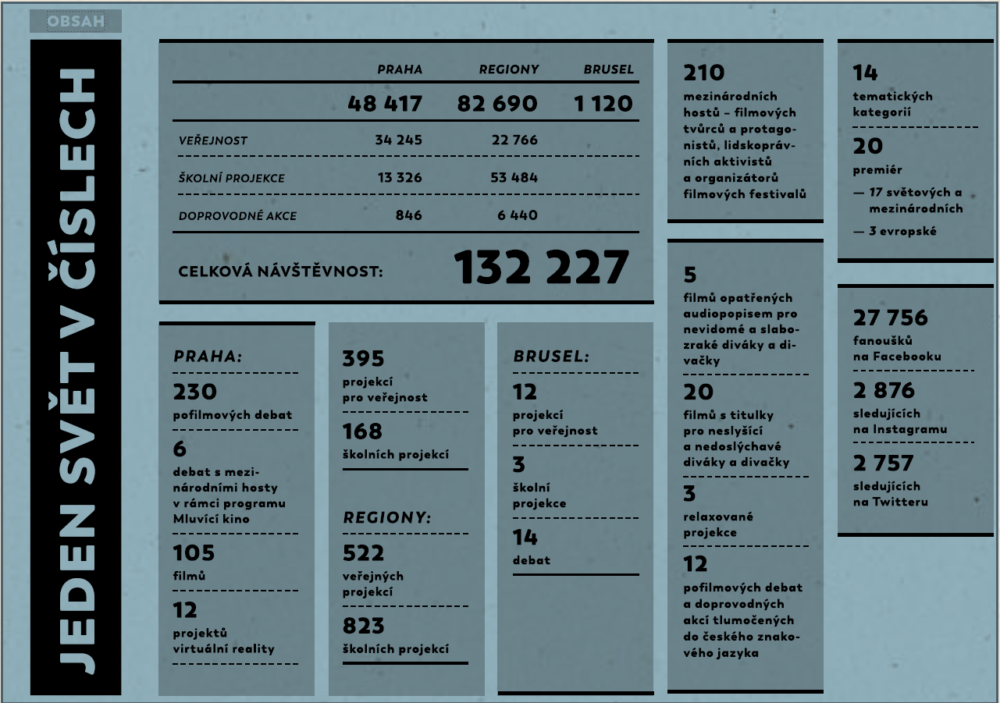 OBSAH
JEDEN SVĚT V ČÍSLECH
PRAHA REGIONY BRUSEL
48 417 82 690 1 120
VEŘEJNOST 34 245 22 766
ŠKOLNÍ PROJEKCE 13 326 53 484
DOPROVODNÉ AKCE 846 6 440
CELKOVÁ NÁVŠTĚVNOST: 132 227
PRAHA:
230
pofilmových debat
6
debat s mezi-
národními hosty
v rámci programu
Mluvící kino
105
filmů
12
projektů
virtuální reality
395
projekcí
pro veřejnost
168
školních projekcí
REGIONY:
522
veřejných
projekcí
823
školních projekcí
BRUSEL:
12
projekcí
pro veřejnost
3
školní
projekce
14
debat
210
mezinárodních
hostů – filmových
tvůrců a protago-
nistů, lidskopráv-
ních aktivistů
a organizátorů
filmových festivalů
5
filmů opatřených
audiopopisem pro
nevidomé a slabo-
zraké diváky a di-
vačky
20
filmů s titulky
pro neslyšící
a nedoslýchavé
diváky a divačky
3
relaxované
projekce
12
pofilmových debat
a doprovodných
akcí tlumočených
do českého znako-
vého jazyka
14
tematických
kategorií
20
premiér
— 17 světových a
mezinárodních
— 3 evropské
27 756
fanoušků
na Facebooku
2 876
sledujících
na Instagramu
2 757
sledujících
na Twitteru